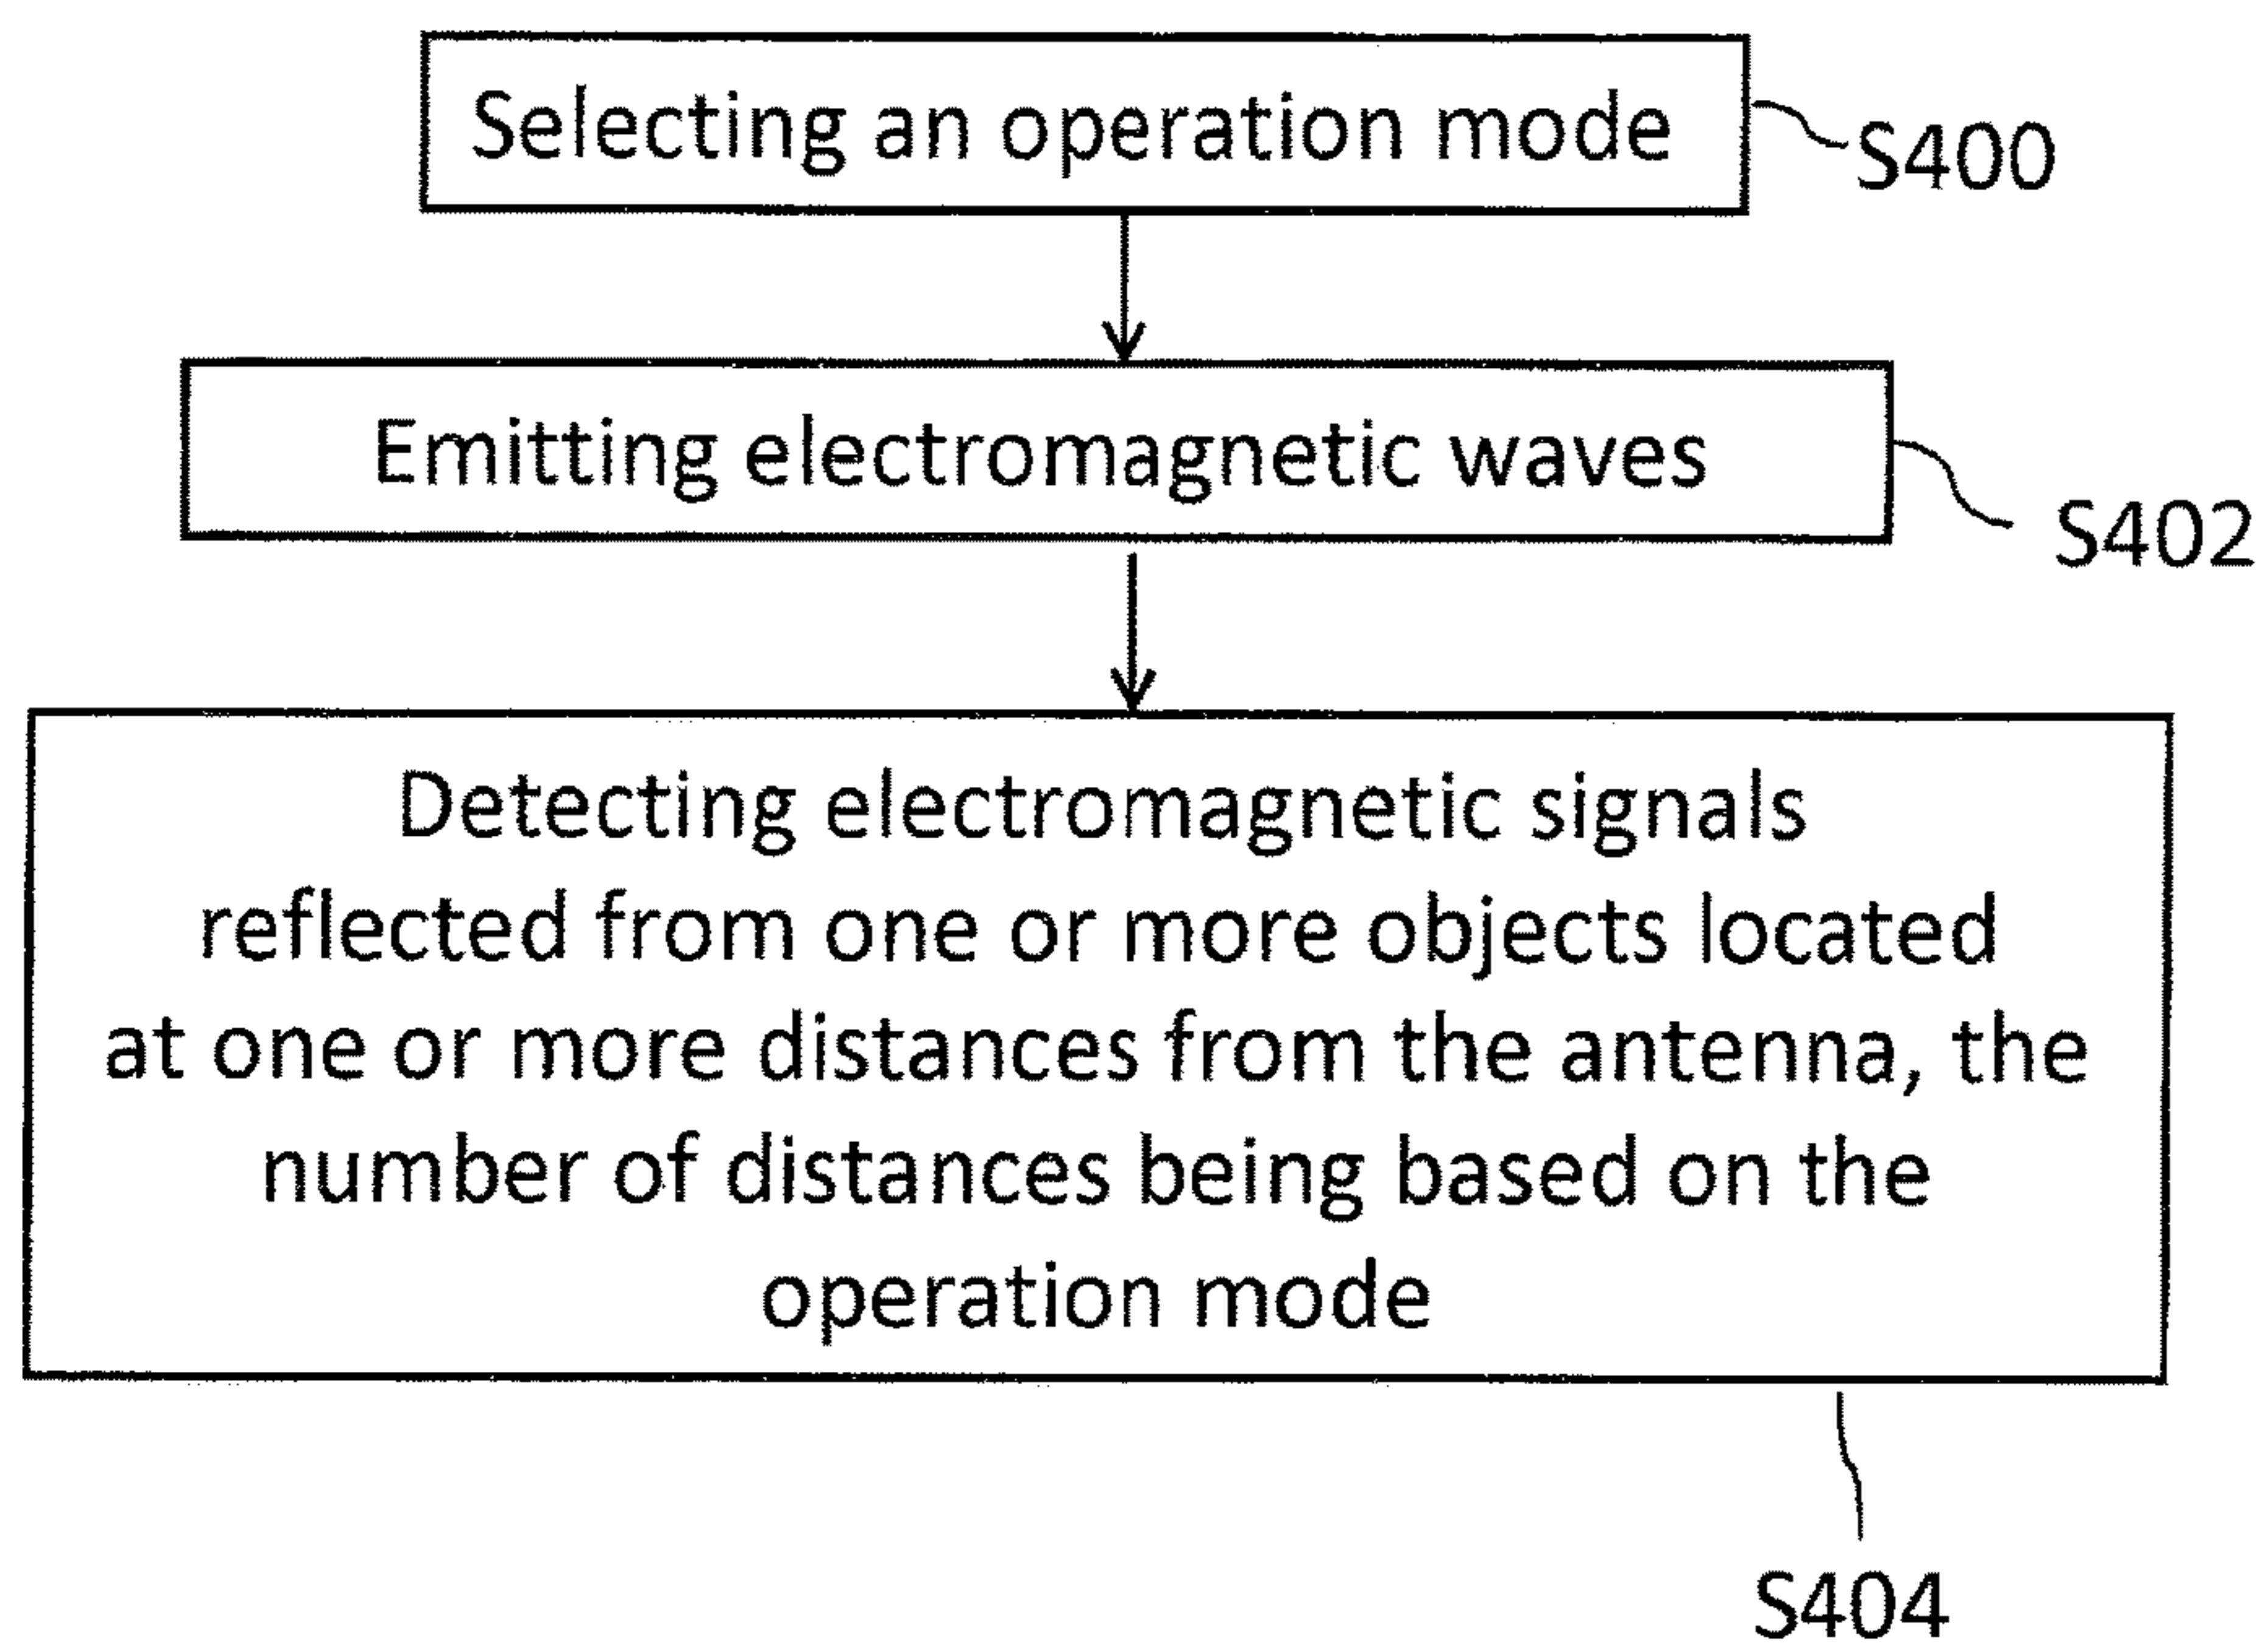 Selecting an operation mode
S400
Emitting electromagnetic waves
S402
Detecting electromagnetic signals
reflected from one or more objects located
at one or more distances from the antenna, the
number of distances being based on the
operation mode
S404